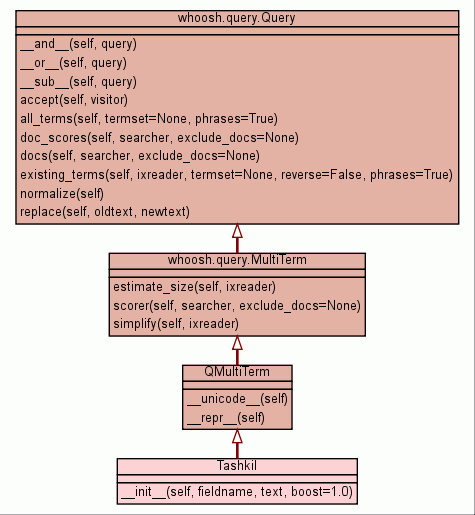 whoosh.query.Query
__and__(self, query)
__or__(self, query)
__sub__(self, query)
accept(self, visitor)
all_terms(self, termset=None, phrases=True)
doc_scores(self, searcher, exclude_docs=None)
docs(self, searcher, exclude_docs=None)
existing_terms(self, ixreader, termset=None, reverse=False, phrases=True)
normalize(self)
replace(self, oldtext, newtext)
whoosh.query.MultiTerm
estimate_size(self, ixreader)
scorer(self, searcher, exclude_docs=None)
simplify(self, ixreader)
QMultiTerm
__unicode__(self)
__repr__(self)
Tashkil
__init__(self, fieldname, text, boost=1.0)